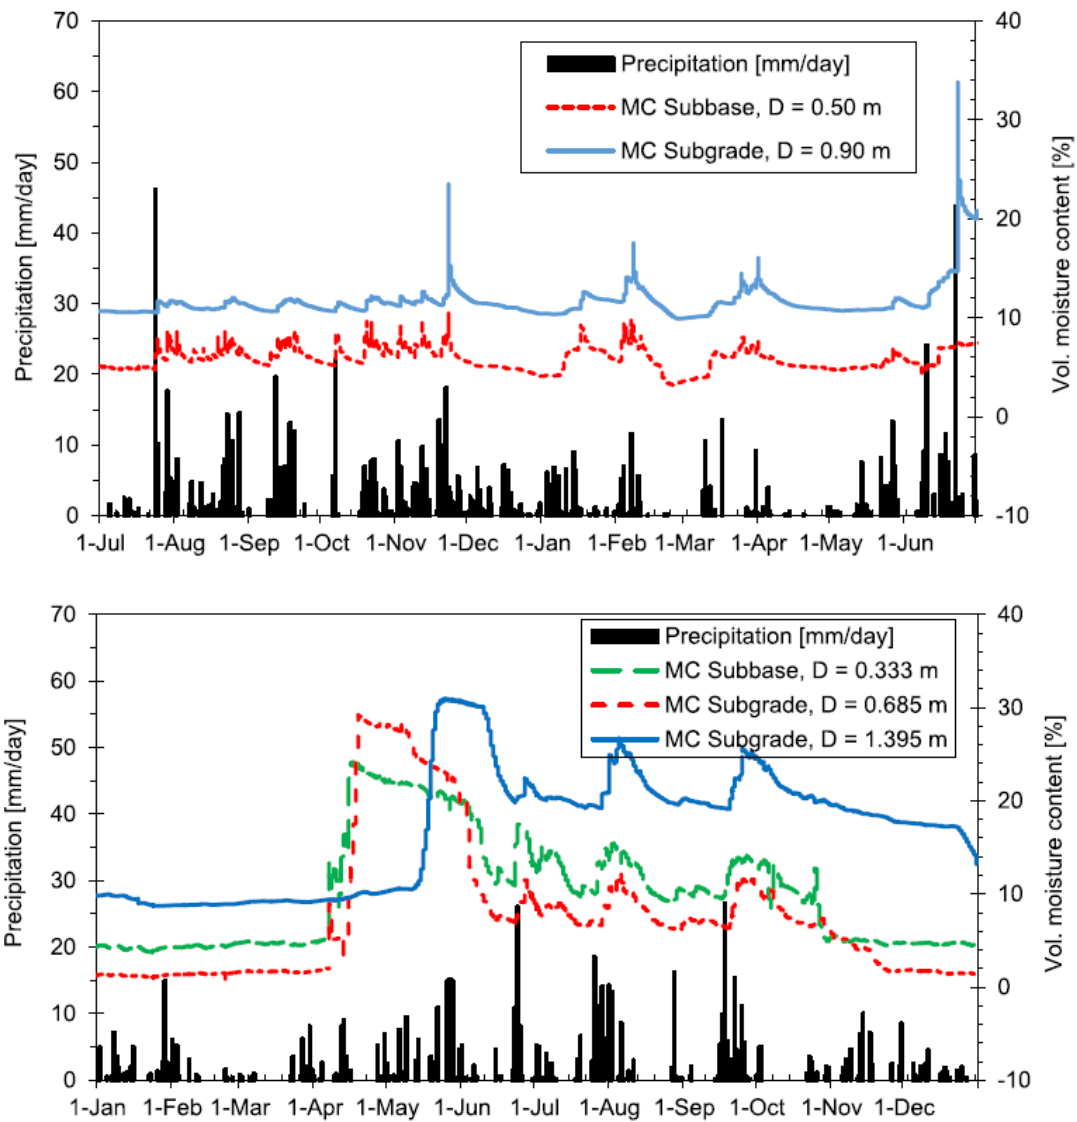 70
60
50
40
30
20
10
0
Precipitation [mm/day]
40
30
20
10
0
-10
Vol. moisture content [%]
Precipitation [mm/day]
MC Subbase, D = 0.50 m
MC Subgrade, D = 0.90 m
1-Jul 1-Aug 1-Sep 1-Oct 1-Nov 1-Dec 1-Jan 1-Feb 1-Mar 1-Apr 1-May 1-Jun
70
60
50
40
30
20
10
0
Precipitation [mm/day]
40
30
20
10
0
-10
Vol. moisture content [%]
Precipitation [mm/day]
MC Subbase, D = 0.333 m
MC Subgrade, D = 0.685 m
MC Subgrade, D = 1.395 m
1-Jan 1-Feb 1-Mar 1-Apr 1-May 1-Jun 1-Jul 1-Aug 1-Sep 1-Oct 1-Nov 1-Dec